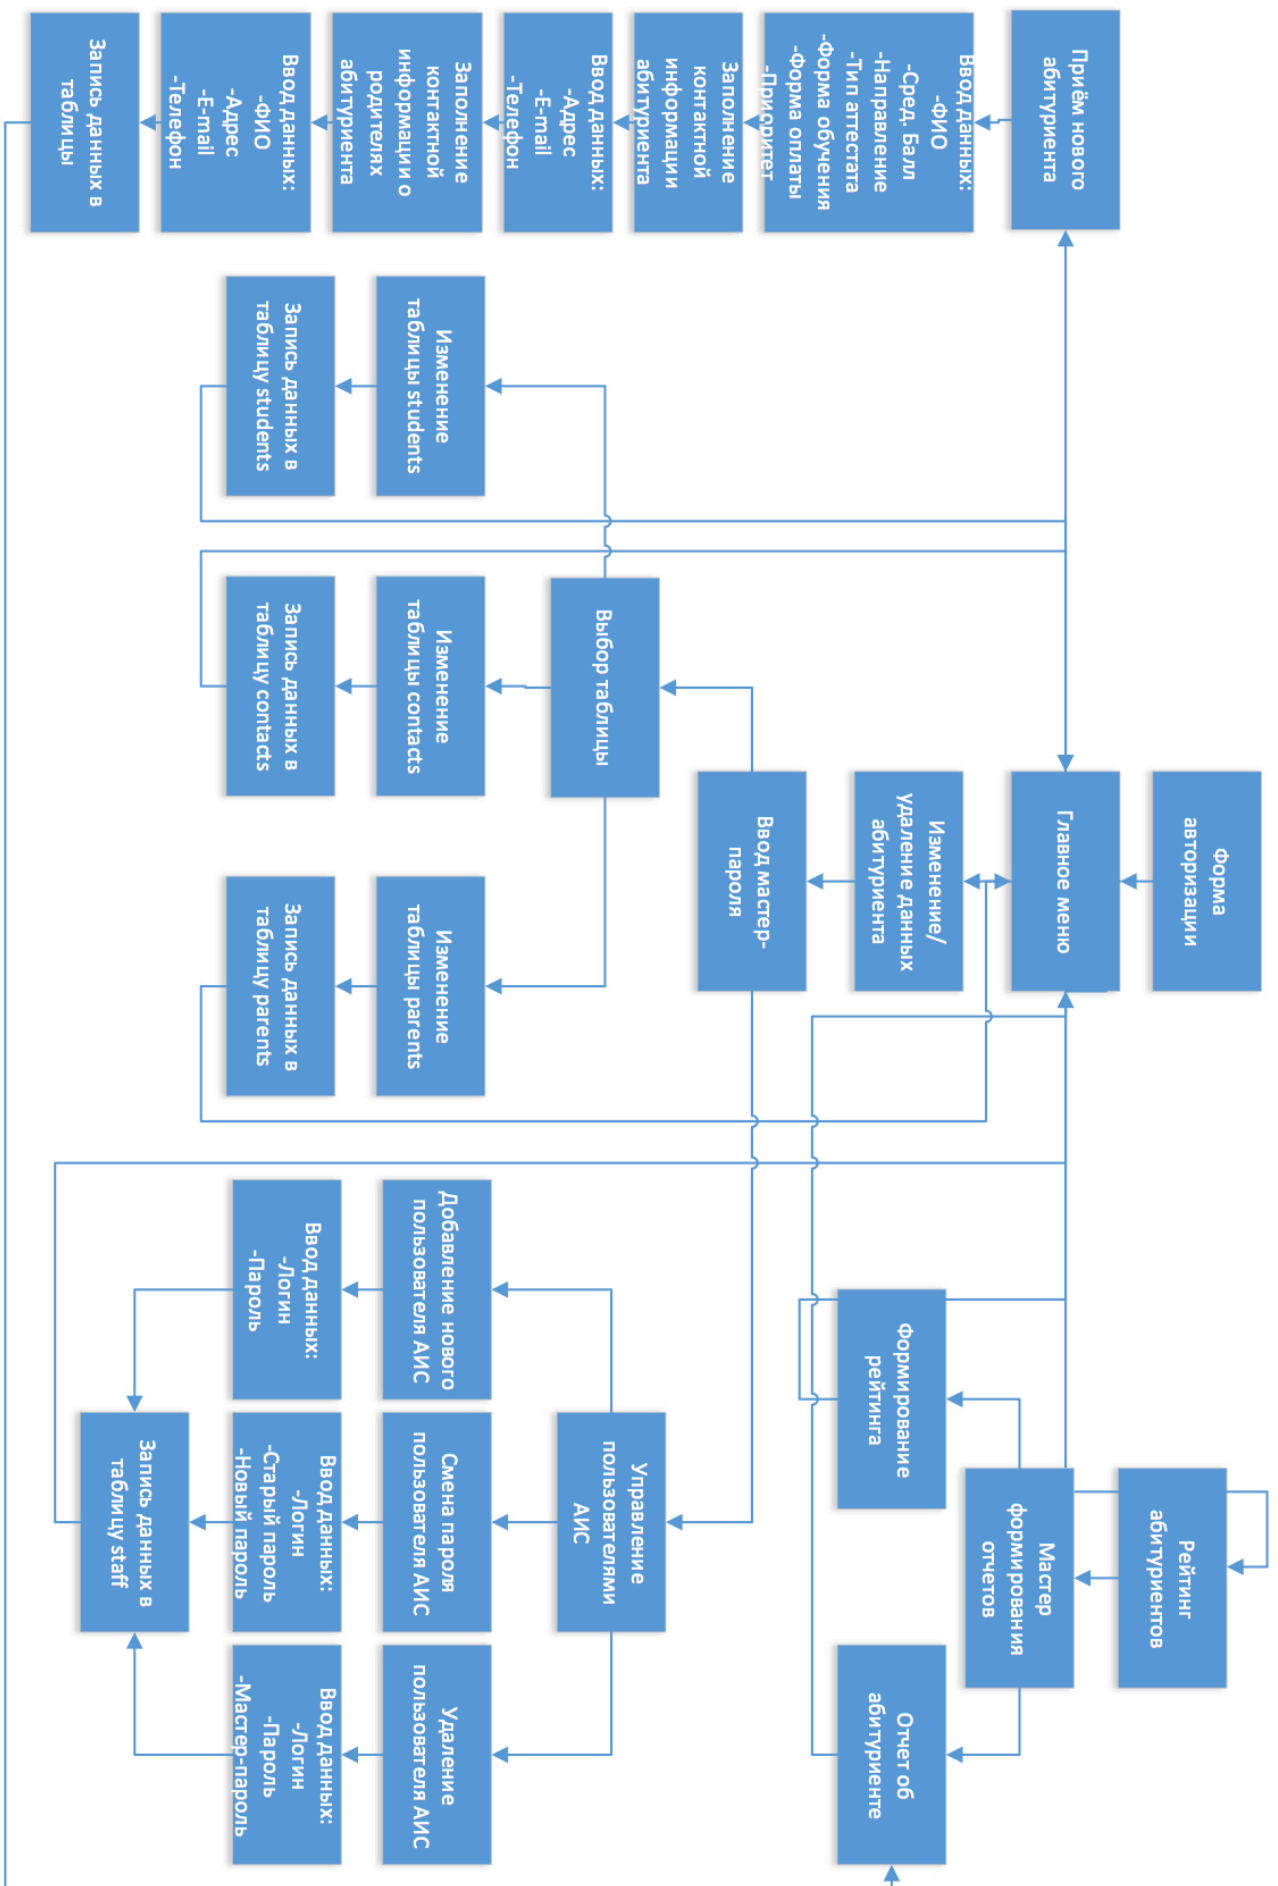 Форма
авторизации
Главное меню
Приём нового
абитуриента
Ввод данных:
-ФИО
-Сред. Балл
-Направление
-Тип аттестата
-Форма обучения
-Форма оплаты
-Приоритет
Заполнение
контактной
информации
абитуриента
Ввод данных:
-Адрес
-E-mail
-Телефон
Заполнение
контактной
информации о
родителях
абитуриента
Ввод данных:
-ФИО
-Адрес
-E-mail
-Телефон
Запись данных в
таблицы
Изменение/
удаление данных
абитуриента
Ввод мастер-
пароля
Выбор таблицы
Изменение
таблицы students
Запись данных в
таблицу students
Изменение
таблицы contacts
Запись данных в
таблицу contacts
Изменение
таблицы parents
Запись данных в
таблицу parents
Рейтинг
абитуриентов
Мастер
формирования
отчетов
Формирование
рейтинга
Отчет об
абитуриенте
Управление
пользователями
АИС
Добавление нового
пользователя АИС
Ввод данных:
-Логин
-Пароль
Смена пароля
пользователя АИС
Ввод данных:
-Логин
-Старый пароль
-Новый пароль
Удаление
пользователя АИС
Ввод данных:
-Логин
-Пароль
-Мастер-пароль
Запись данных в
таблицу staff